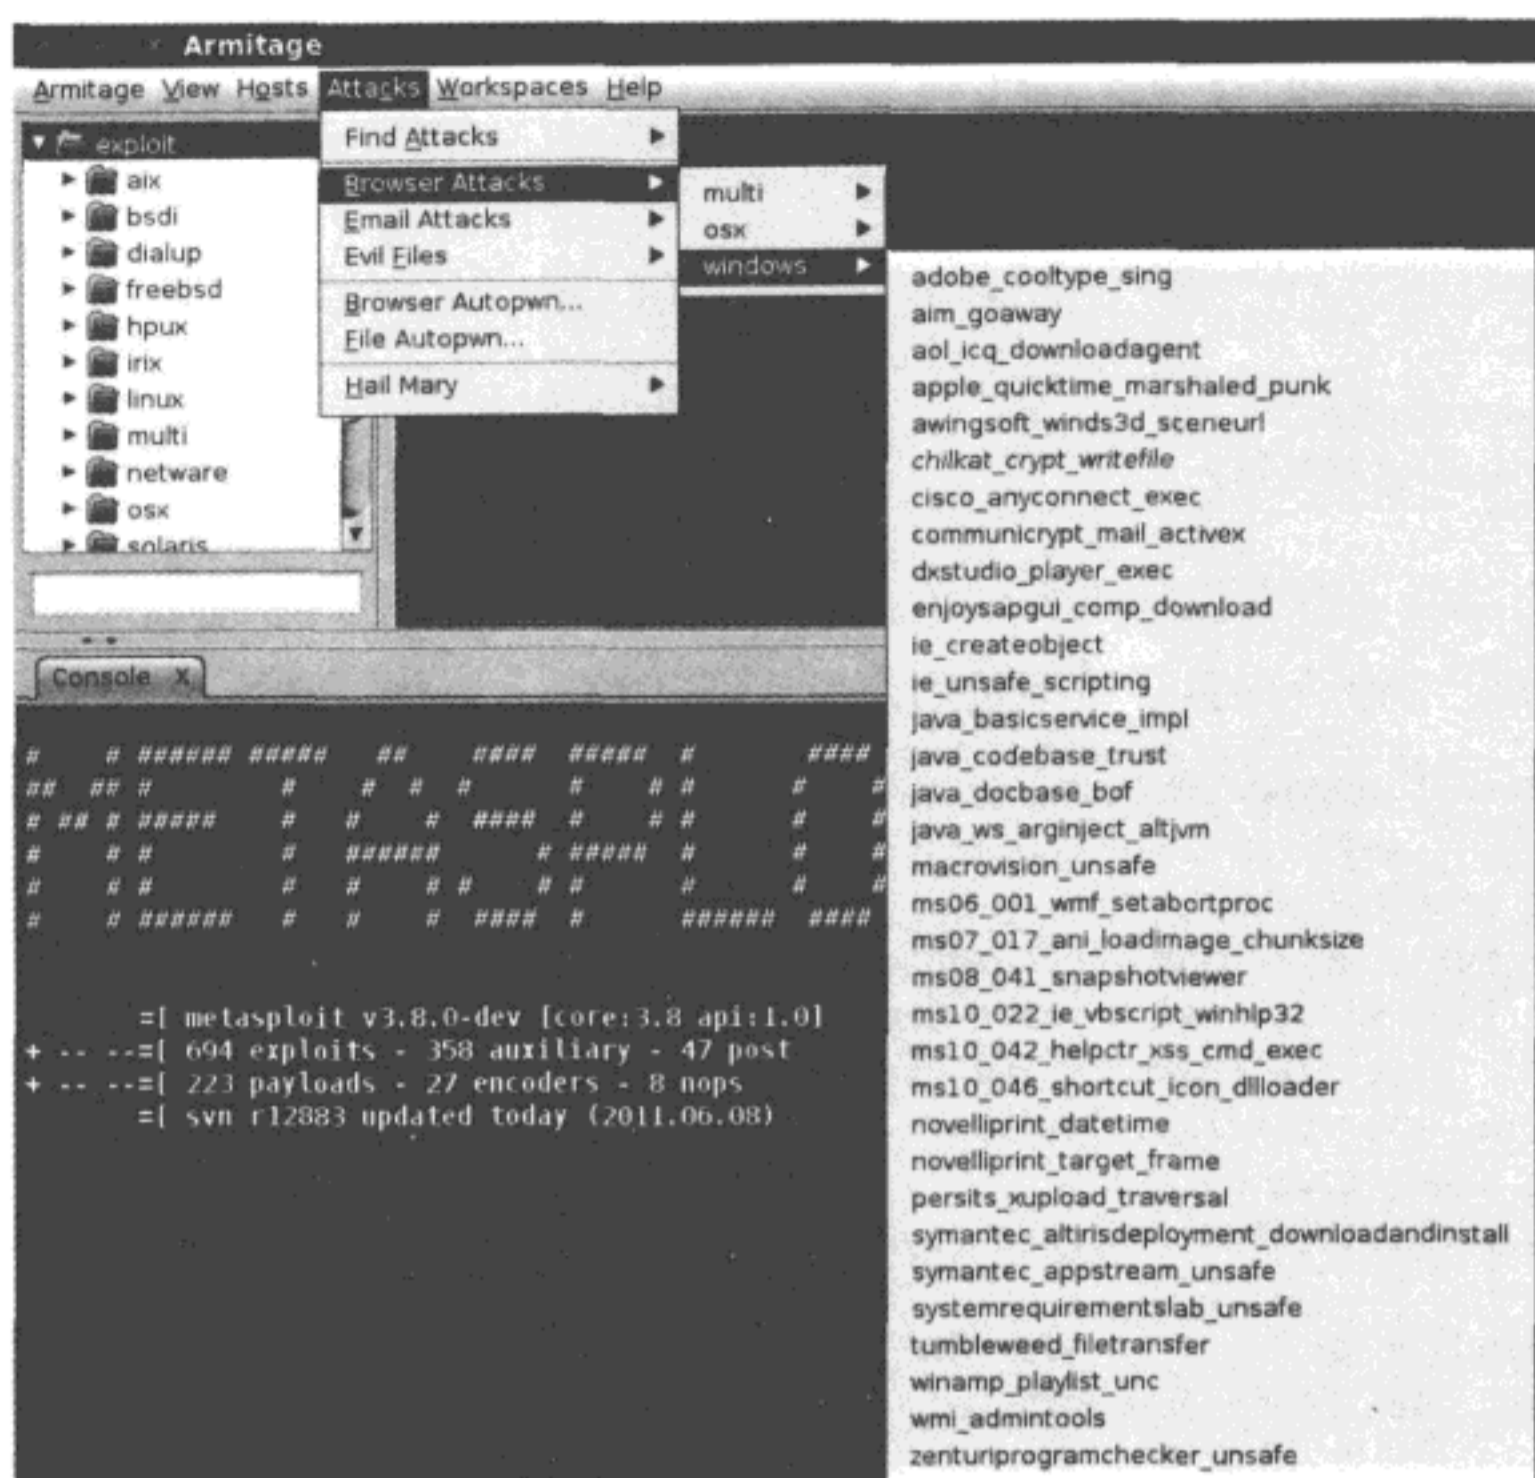 Armitage
Armitage View Hosts Attacks Workspaces Help
exploit
aix
bsdi
dialup
freebsd
hpux
irix
linux
multi
netware
osx
solaris
Find Attacks
Browser Attacks
Email Attacks
Evil Files
Browser Autopwn...
File Autopwn...
Hail Mary
multi
osx
windows
adobe_cooltype_sing
aim_goaway
aol_icq_downloadagent
apple_quicktime_marshaled_punk
awingsoft_winds3d_sceneurl
chilkat_crypt_writefile
cisco_anyconnect_exec
communicrypt_mail_activex
dxstudio_player_exec
enjoysapgui_comp_download
ie_createobject
ie_unsafe_scripting
java_basicservice_impl
java_codebase_trust
java_docbase_bof
java_ws_arginject_altjvm
macrovision_unsafe
ms06_001_wmf_setabortproc
ms07_017_ani_loadimage_chunksize
ms08_041_snapshotviewer
ms10_022_ie_vbscript_winhlp32
ms10_042_helpctr_xss_cmd_exec
ms10_046_shortcut_icon_dllloader
novelliprint_datetime
novelliprint_target_frame
persits_xupload_traversal
symantec_altirisdeployment_downloadandinstall
symantec_appstream_unsafe
systemrequirementslab_unsafe
tumbleweed_filetransfer
winamp_playlist_unc
wmi_admintools
zenturiprogramchecker_unsafe
Console X
METASPLO
=[ metasploit v3.8.0-dev [core:3.8 api:1.0]
+ -- --=[ 694 exploits - 358 auxiliary - 47 post
+ -- --=[ 223 payloads - 27 encoders - 8 nops
=[ svn r12883 updated today (2011.06.08)